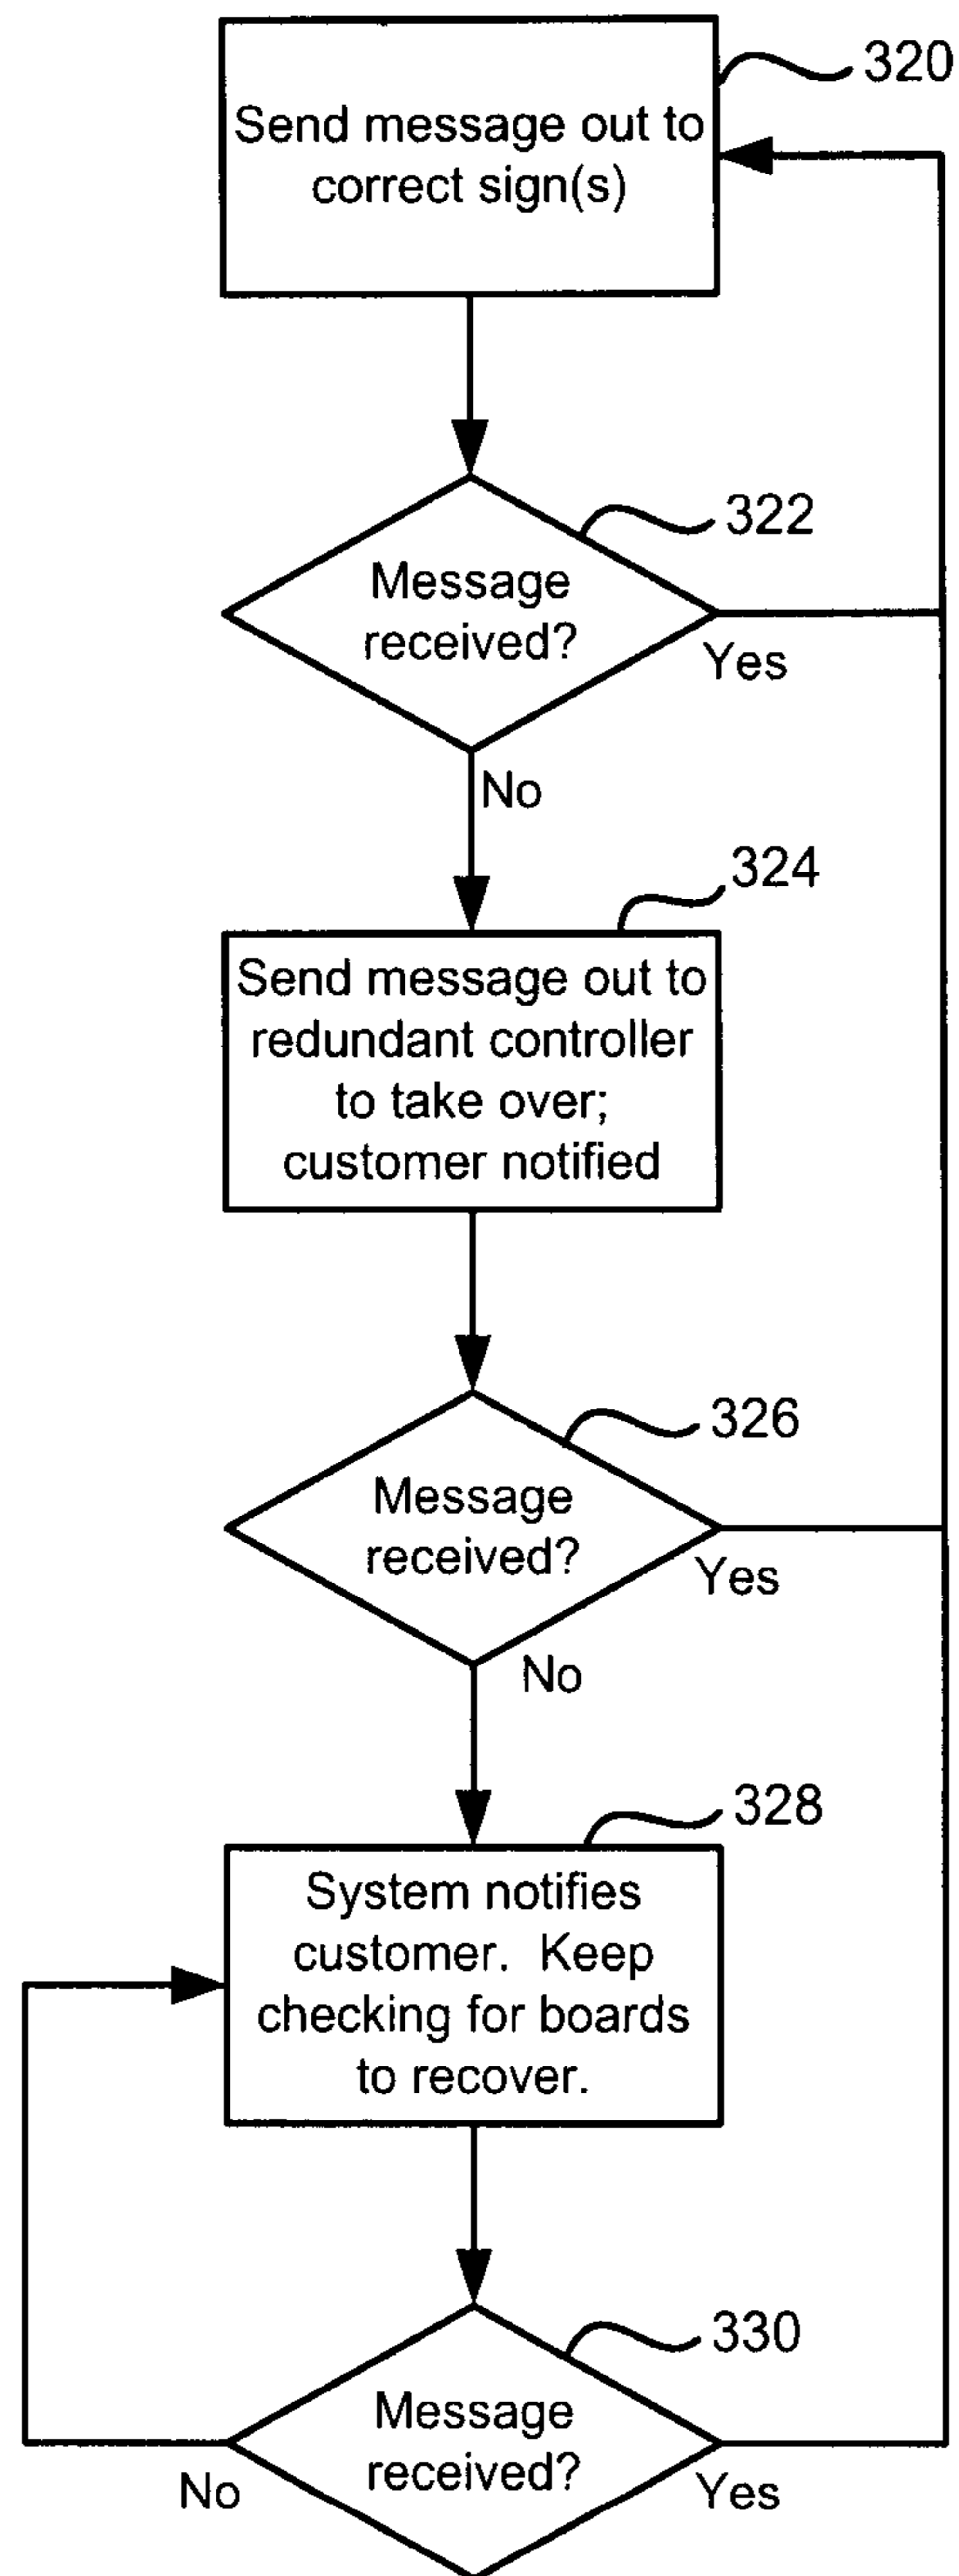 320
Send message out to
correct sign(s)
322
Message
received?
Yes
No
324
Send message out to
redundant controller
to take over;
customer notified
326
Message
received?
Yes
No
328
System notifies
customer. Keep
checking for boards
to recover.
330
Message
received?
No
Yes